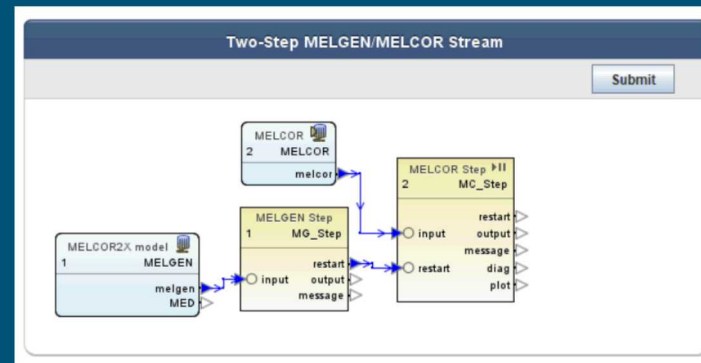 Two-Step MELGEN/MELCOR Stream
Submit
MELCOR
2 MELCOR
melcor
MELCOR Step
2 MC_Step
restart
input output
message
restart diag
plot
MELGEN Step
1 MG_Step
restart
input output
message
MELCOR2X model
1 MELGEN
melgen
MED